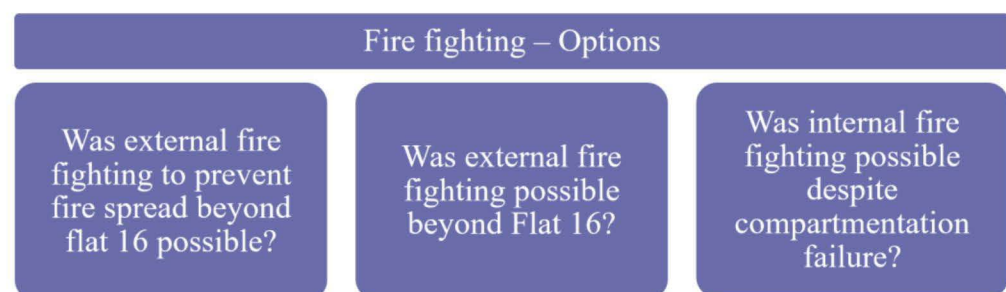 Fire fighting – Options
Was external fire
fighting to prevent
fire spread beyond
flat 16 possible?
Was external fire
fighting possible
beyond Flat 16?
Was internal fire
fighting possible
despite
compartmentation
failure?